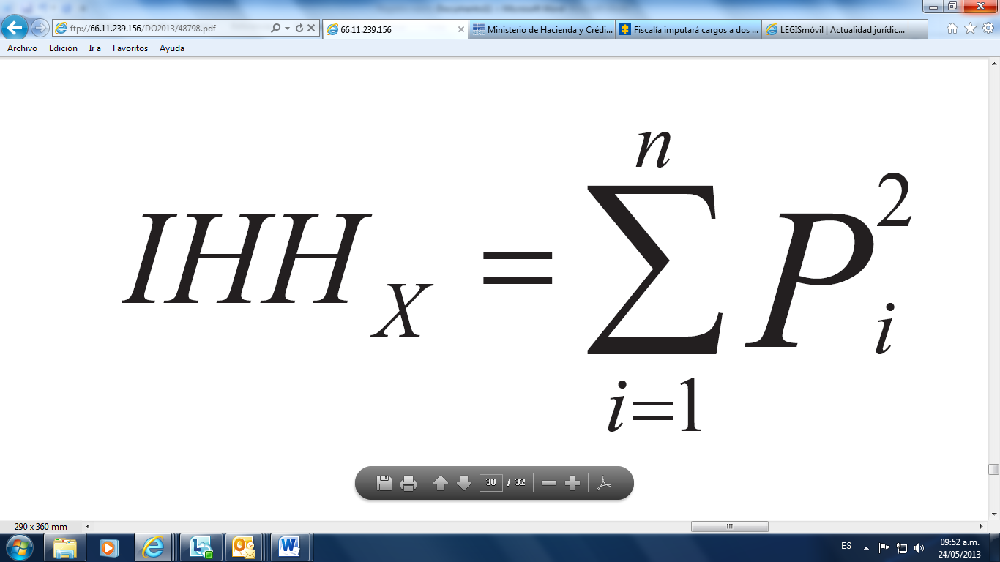 ftp://66.11.239.156/DO2013/48798.pdf
66.11.239.156
Ministerio de Hacienda y Crédi...
Fiscalía imputará cargos a dos ...
LEGISmóvil | Actualidad jurídic...
Archivo Edición Ir a Favoritos Ayuda
n
IHH X = ∑ P 2 i
i=1
30 / 32
290 x 360 mm
ES
09:52 a.m.
24/05/2013